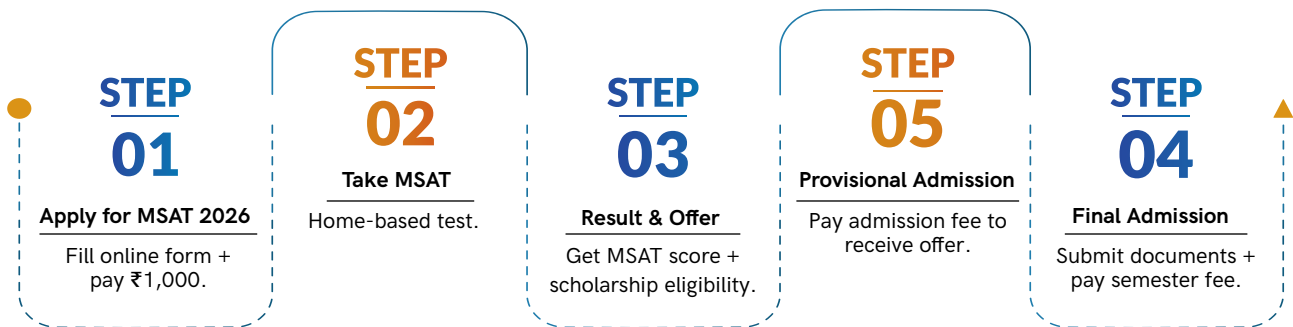 STEP
01
Apply for MSAT 2026
Fill online form +
pay ₹1,000.
STEP
02
Take MSAT
Home-based test.
STEP
03
Result & Offer
Get MSAT score +
scholarship eligibility.
STEP
05
Provisional Admission
Pay admission fee to
receive offer.
STEP
04
Final Admission
Submit documents +
pay semester fee.